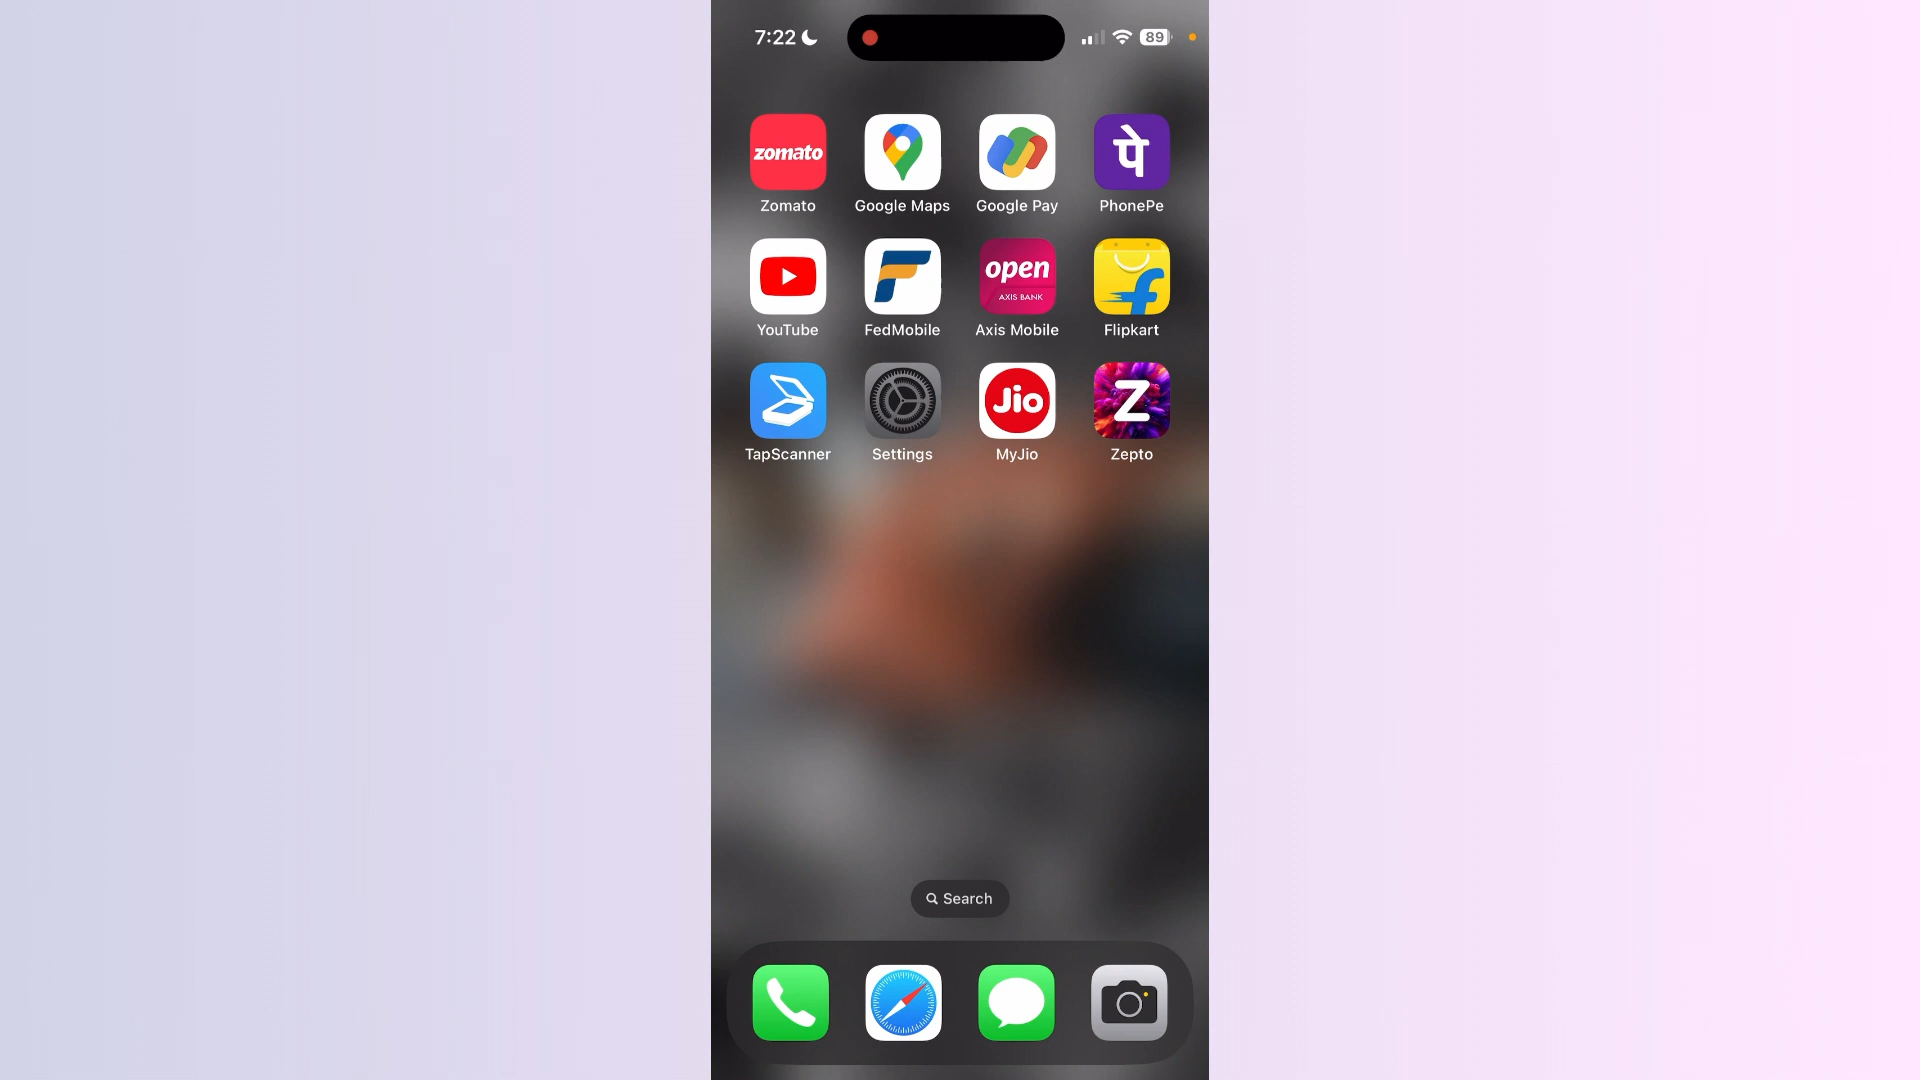 7:22
89
zomato
पे
Zomato Google Maps Google Pay PhonePe
open
AXIS BANK
f
YouTube FedMobile Axis Mobile Flipkart
Jio
Z
TapScanner Settings MyJio Zepto
Search